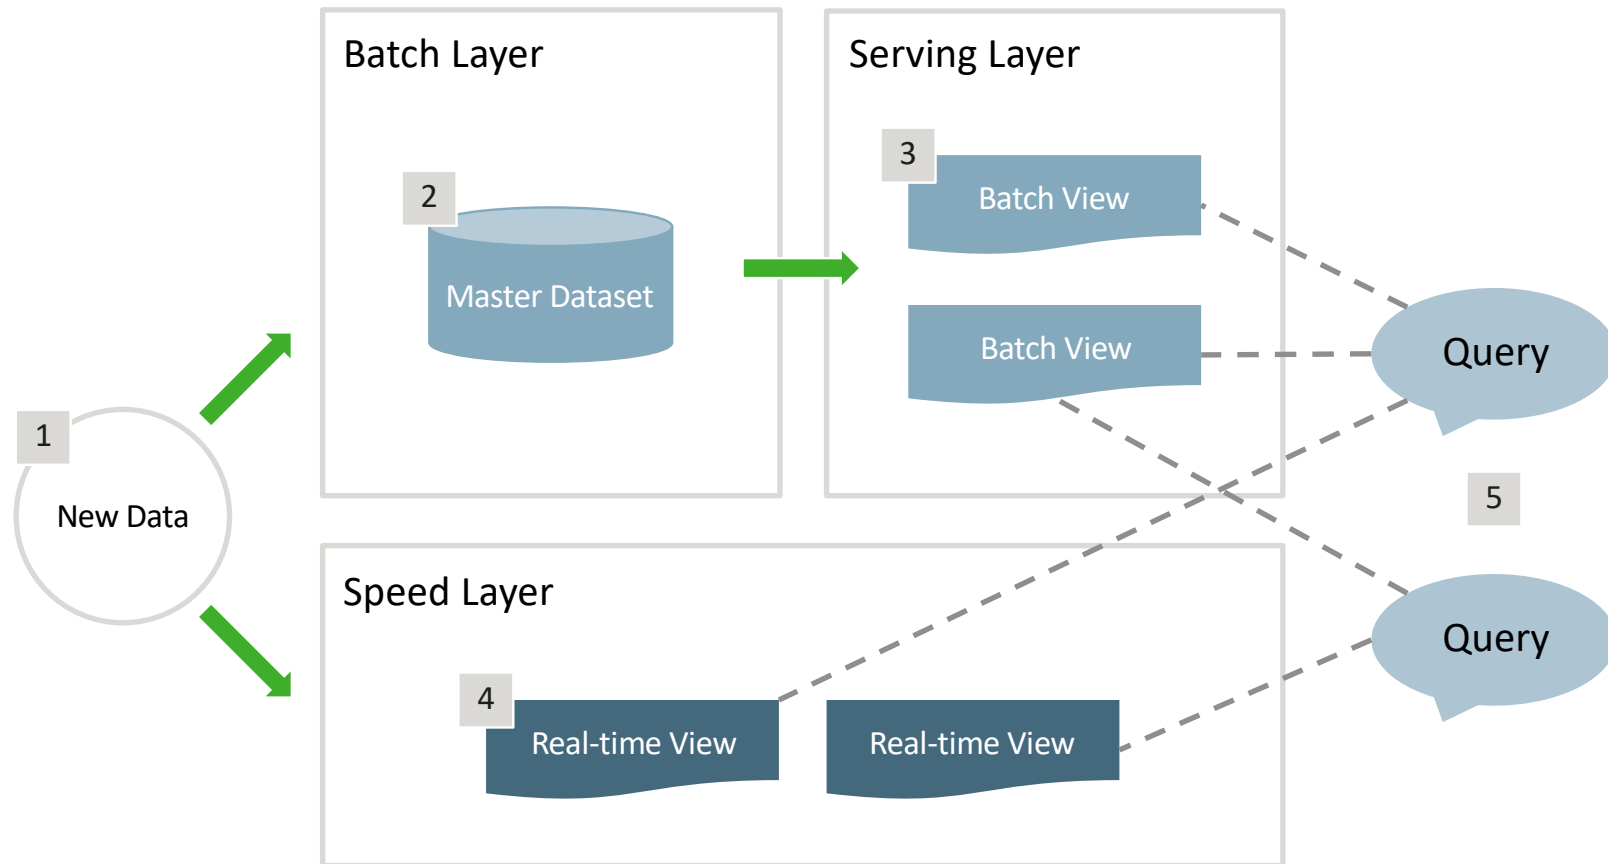 Batch Layer
Serving Layer
3
Batch View
2
Master Dataset
Batch View
Query
1
New Data
5
Speed Layer
Query
4
Real-time View
Real-time View